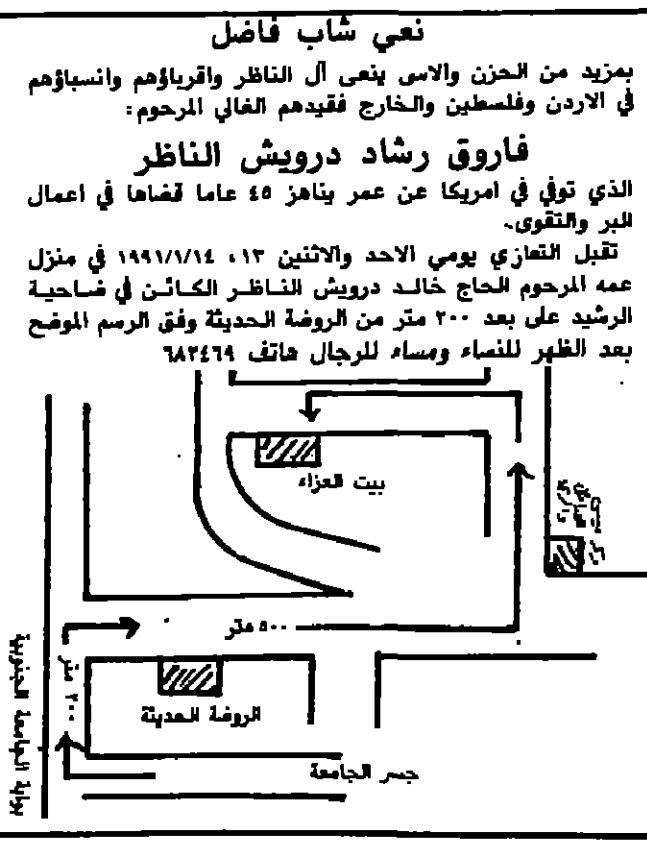 نعي شاب فاضل
بمزيد من الحزن والاسى ينعى آل الناظر واقرباؤهم وانسباؤهم
في الاردن وفلسطين والخارج فقيدهم الغالي المرحوم:
فاروق رشاد درويش الناظر
الذي توفي في امريكا عن عمر يناهز ٤٥ عاما قضاها في اعمال
البر والتقوى.
تقبل التعازي يومي الاحد والاثنين ١٣، ١٩٩١/١/١٤ في منزل
عمه المرحوم الحاج خالد درويش الناظر الكائن في ضاحية
الرشيد على بعد ٢٠٠ متر من الروضة الحديثة وفق الرسم الموضح
بعد الظهر للنساء ومساء للرجال هاتف ٦٨٢٤٦٩
بيت العزاء
٥٠٠ متر
٢٠٠ متر
الروضة الحديثة
جسر الجامعة
بوابة الجامعة الجنوبية